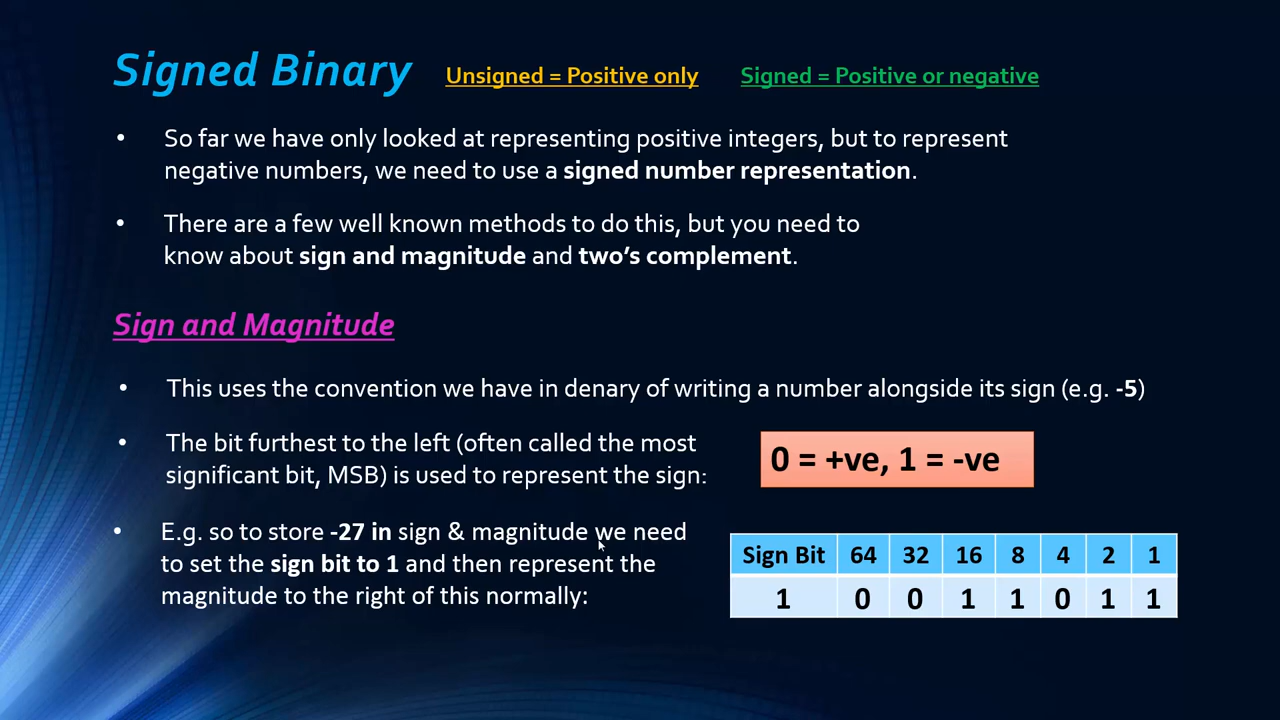 Signed Binary Unsigned = Positive only Signed = Positive or negative
• So far we have only looked at representing positive integers, but to represent
negative numbers, we need to use a signed number representation.
• There are a few well known methods to do this, but you need to
know about sign and magnitude and two’s complement.
Sign and Magnitude
• This uses the convention we have in denary of writing a number alongside its sign (e.g. -5)
• The bit furthest to the left (often called the most
significant bit, MSB) is used to represent the sign:
0 = +ve, 1 = -ve
• E.g. so to store -27 in sign & magnitude we need
to set the sign bit to 1 and then represent the
magnitude to the right of this normally:
Sign Bit 64 32 16 8 4 2 1
1 0 0 1 1 0 1 1